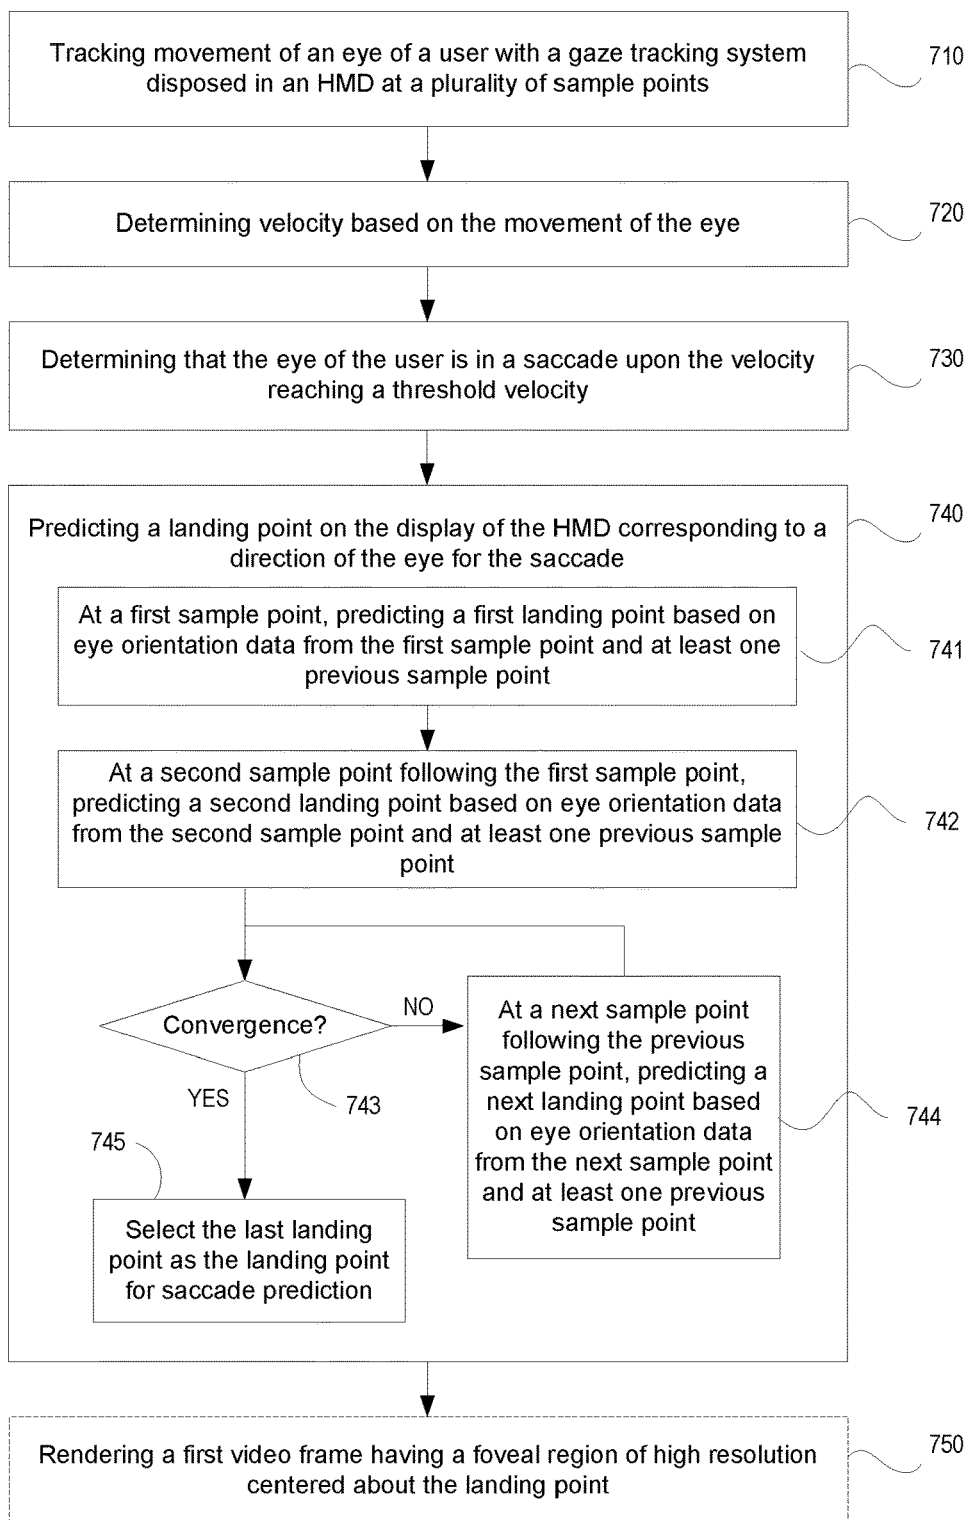 Tracking movement of an eye of a user with a gaze tracking system
disposed in an HMD at a plurality of sample points
710
Determining velocity based on the movement of the eye
720
Determining that the eye of the user is in a saccade upon the velocity
reaching a threshold velocity
730
Predicting a landing point on the display of the HMD corresponding to a
direction of the eye for the saccade
740
At a first sample point, predicting a first landing point based on
eye orientation data from the first sample point and at least one
previous sample point
741
At a second sample point following the first sample point,
predicting a second landing point based on eye orientation data
from the second sample point and at least one previous sample
point
742
Convergence?
NO
YES
743
At a next sample point
following the previous
sample point, predicting a
next landing point based
on eye orientation data
from the next sample point
and at least one previous
sample point
744
745
Select the last landing
point as the landing point
for saccade prediction
Rendering a first video frame having a foveal region of high resolution
centered about the landing point
750